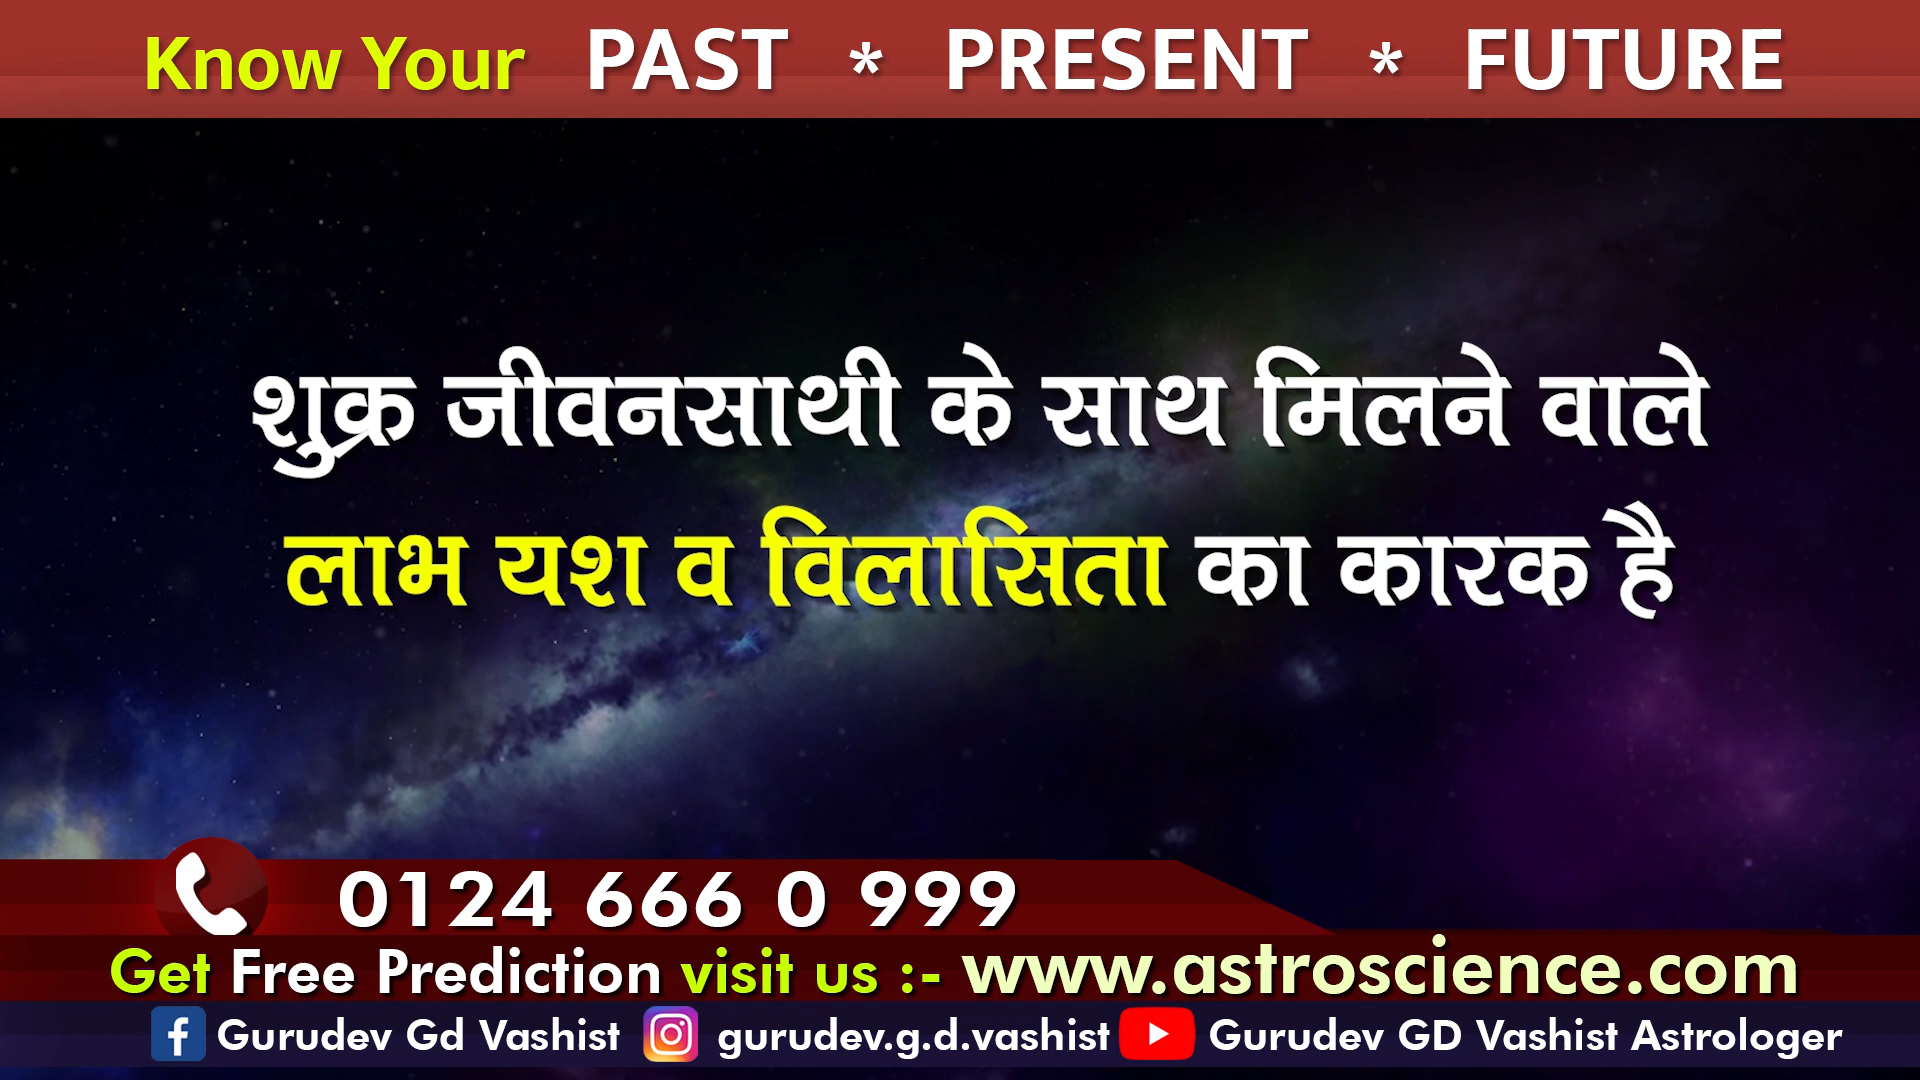 Know Your PAST * PRESENT * FUTURE
शुक्र जीवनसाथी के साथ मिलने वाले
लाभ यश व विलासिता का कारक है
0124 666 0 999
Get Free Prediction visit us :- www.astroscience.com
Gurudev Gd Vashist gurudev.g.d.vashist Gurudev GD Vashist Astrologer